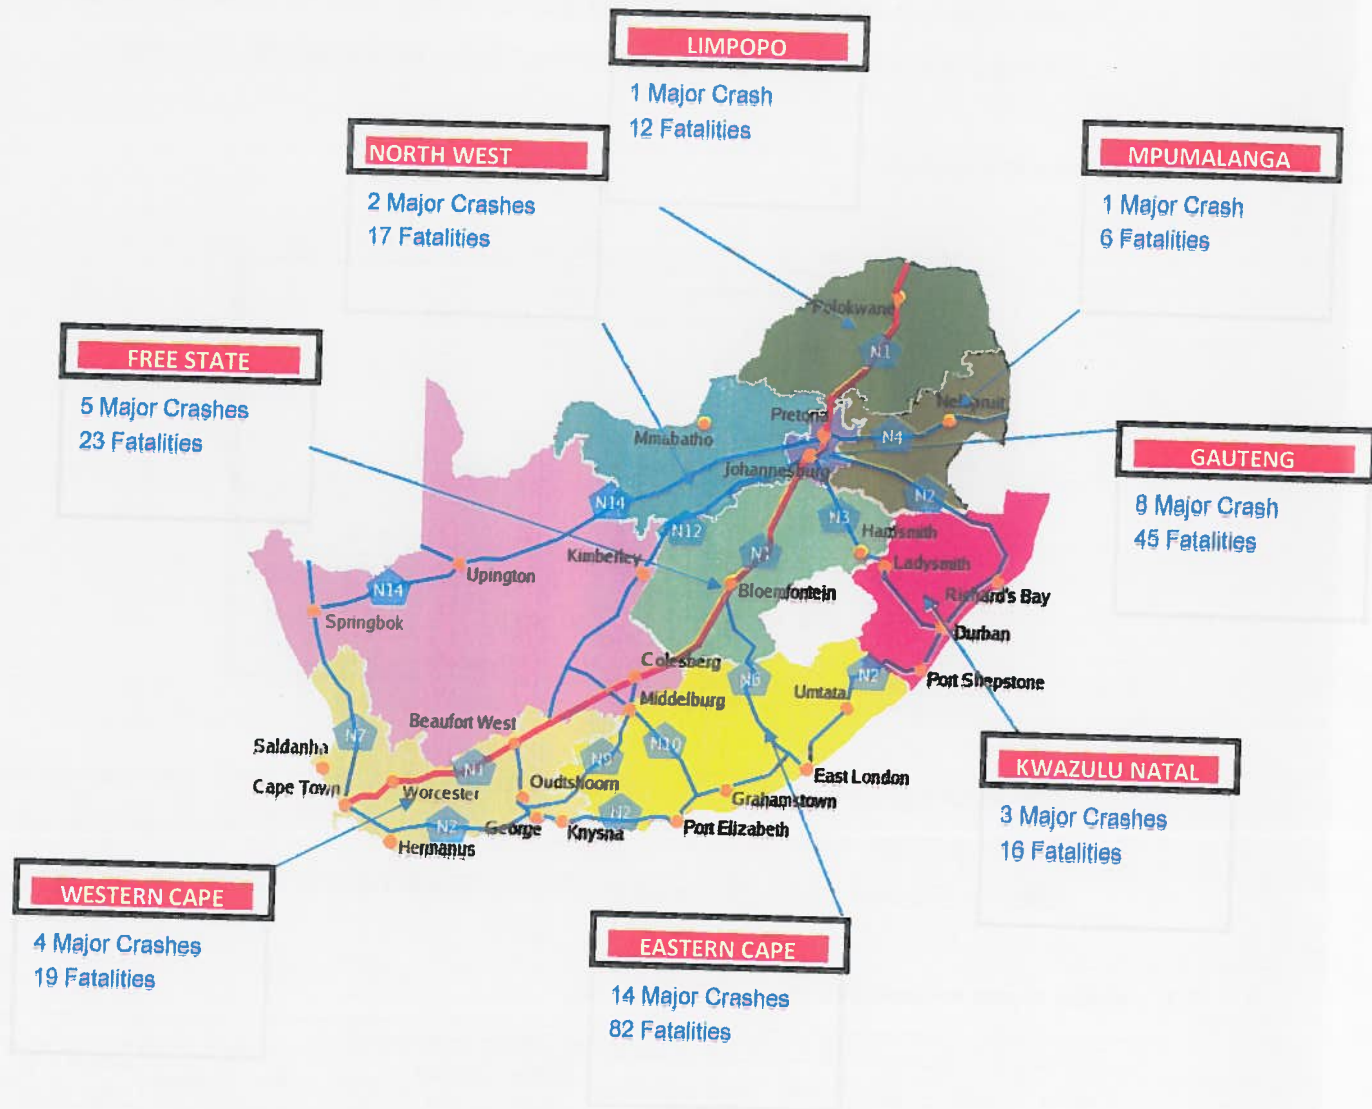 LIMPOPO
1 Major Crash
12 Fatalities
NORTH WEST
2 Major Crashes
17 Fatalities
MPUMALANGA
1 Major Crash
6 Fatalities
FREE STATE
5 Major Crashes
23 Fatalities
GAUTENG
8 Major Crash
45 Fatalities
Polokwane
N1
Pretoria
Nelspruit
Mmabatho
N4
Johannesburg
N14
N12
N3
N2
Harrismith
Kimberley
N1
Ladysmith
Upington
N14
Bloemfontein
Richard's Bay
Springbok
Durban
Colesberg
N6
N2
Port Shepstone
Middelburg
Umtata
Beaufort West
N7
Saldanha
N1
N9
N10
Cape Town
Worcester
Oudtshoorn
East London
Grahamstown
N2
George
Knysna
N2
Port Elizabeth
Hermanus
KWAZULU NATAL
3 Major Crashes
16 Fatalities
WESTERN CAPE
4 Major Crashes
19 Fatalities
EASTERN CAPE
14 Major Crashes
82 Fatalities